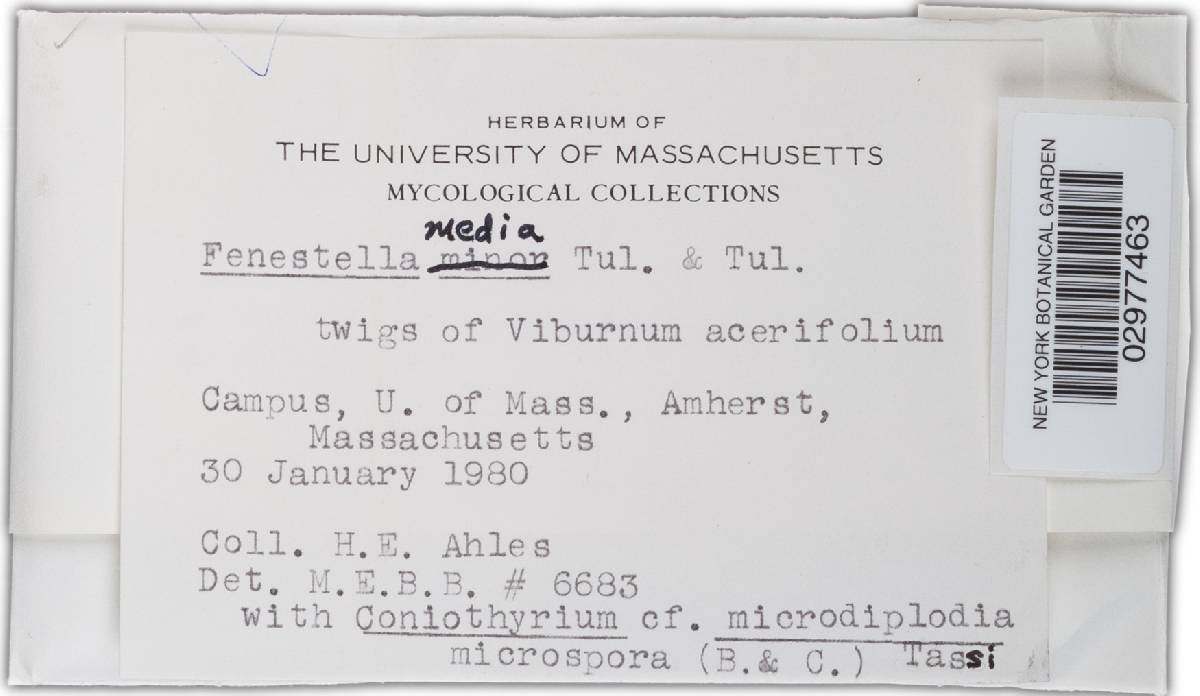 HERBARIUM OF
THE UNIVERSITY OF MASSACHUSETTS
MYCOLOGICAL COLLECTIONS
media
Fenestella minor Tul. & Tul.
twigs of Viburnum acerifolium
Campus, U. of Mass., Amherst,
Massachusetts
30 January 1980
Coll. H.E. Ahles
Det. M.E.B.B. # 6683
with Coniothyrium cf. microdiplodia
microspora (B.& C.) Tassi
NEW YORK BOTANICAL GARDEN
02977463